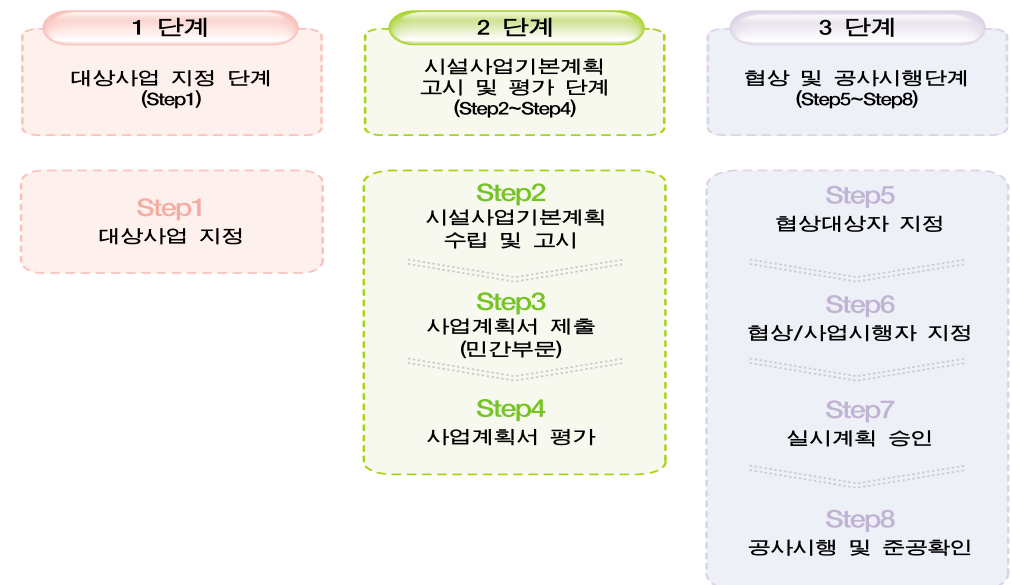 1 단계
대상사업 지정 단계
(Step1)
Step1
대상사업 지정
2 단계
시설사업기본계획
고시 및 평가 단계
(Step2~Step4)
Step2
시설사업기본계획
수립 및 고시
Step3
사업계획서 제출
(민간부문)
Step4
사업계획서 평가
3 단계
협상 및 공사시행단계
(Step5~Step8)
Step5
협상대상자 지정
Step6
협상/사업시행자 지정
Step7
실시계획 승인
Step8
공사시행 및 준공확인